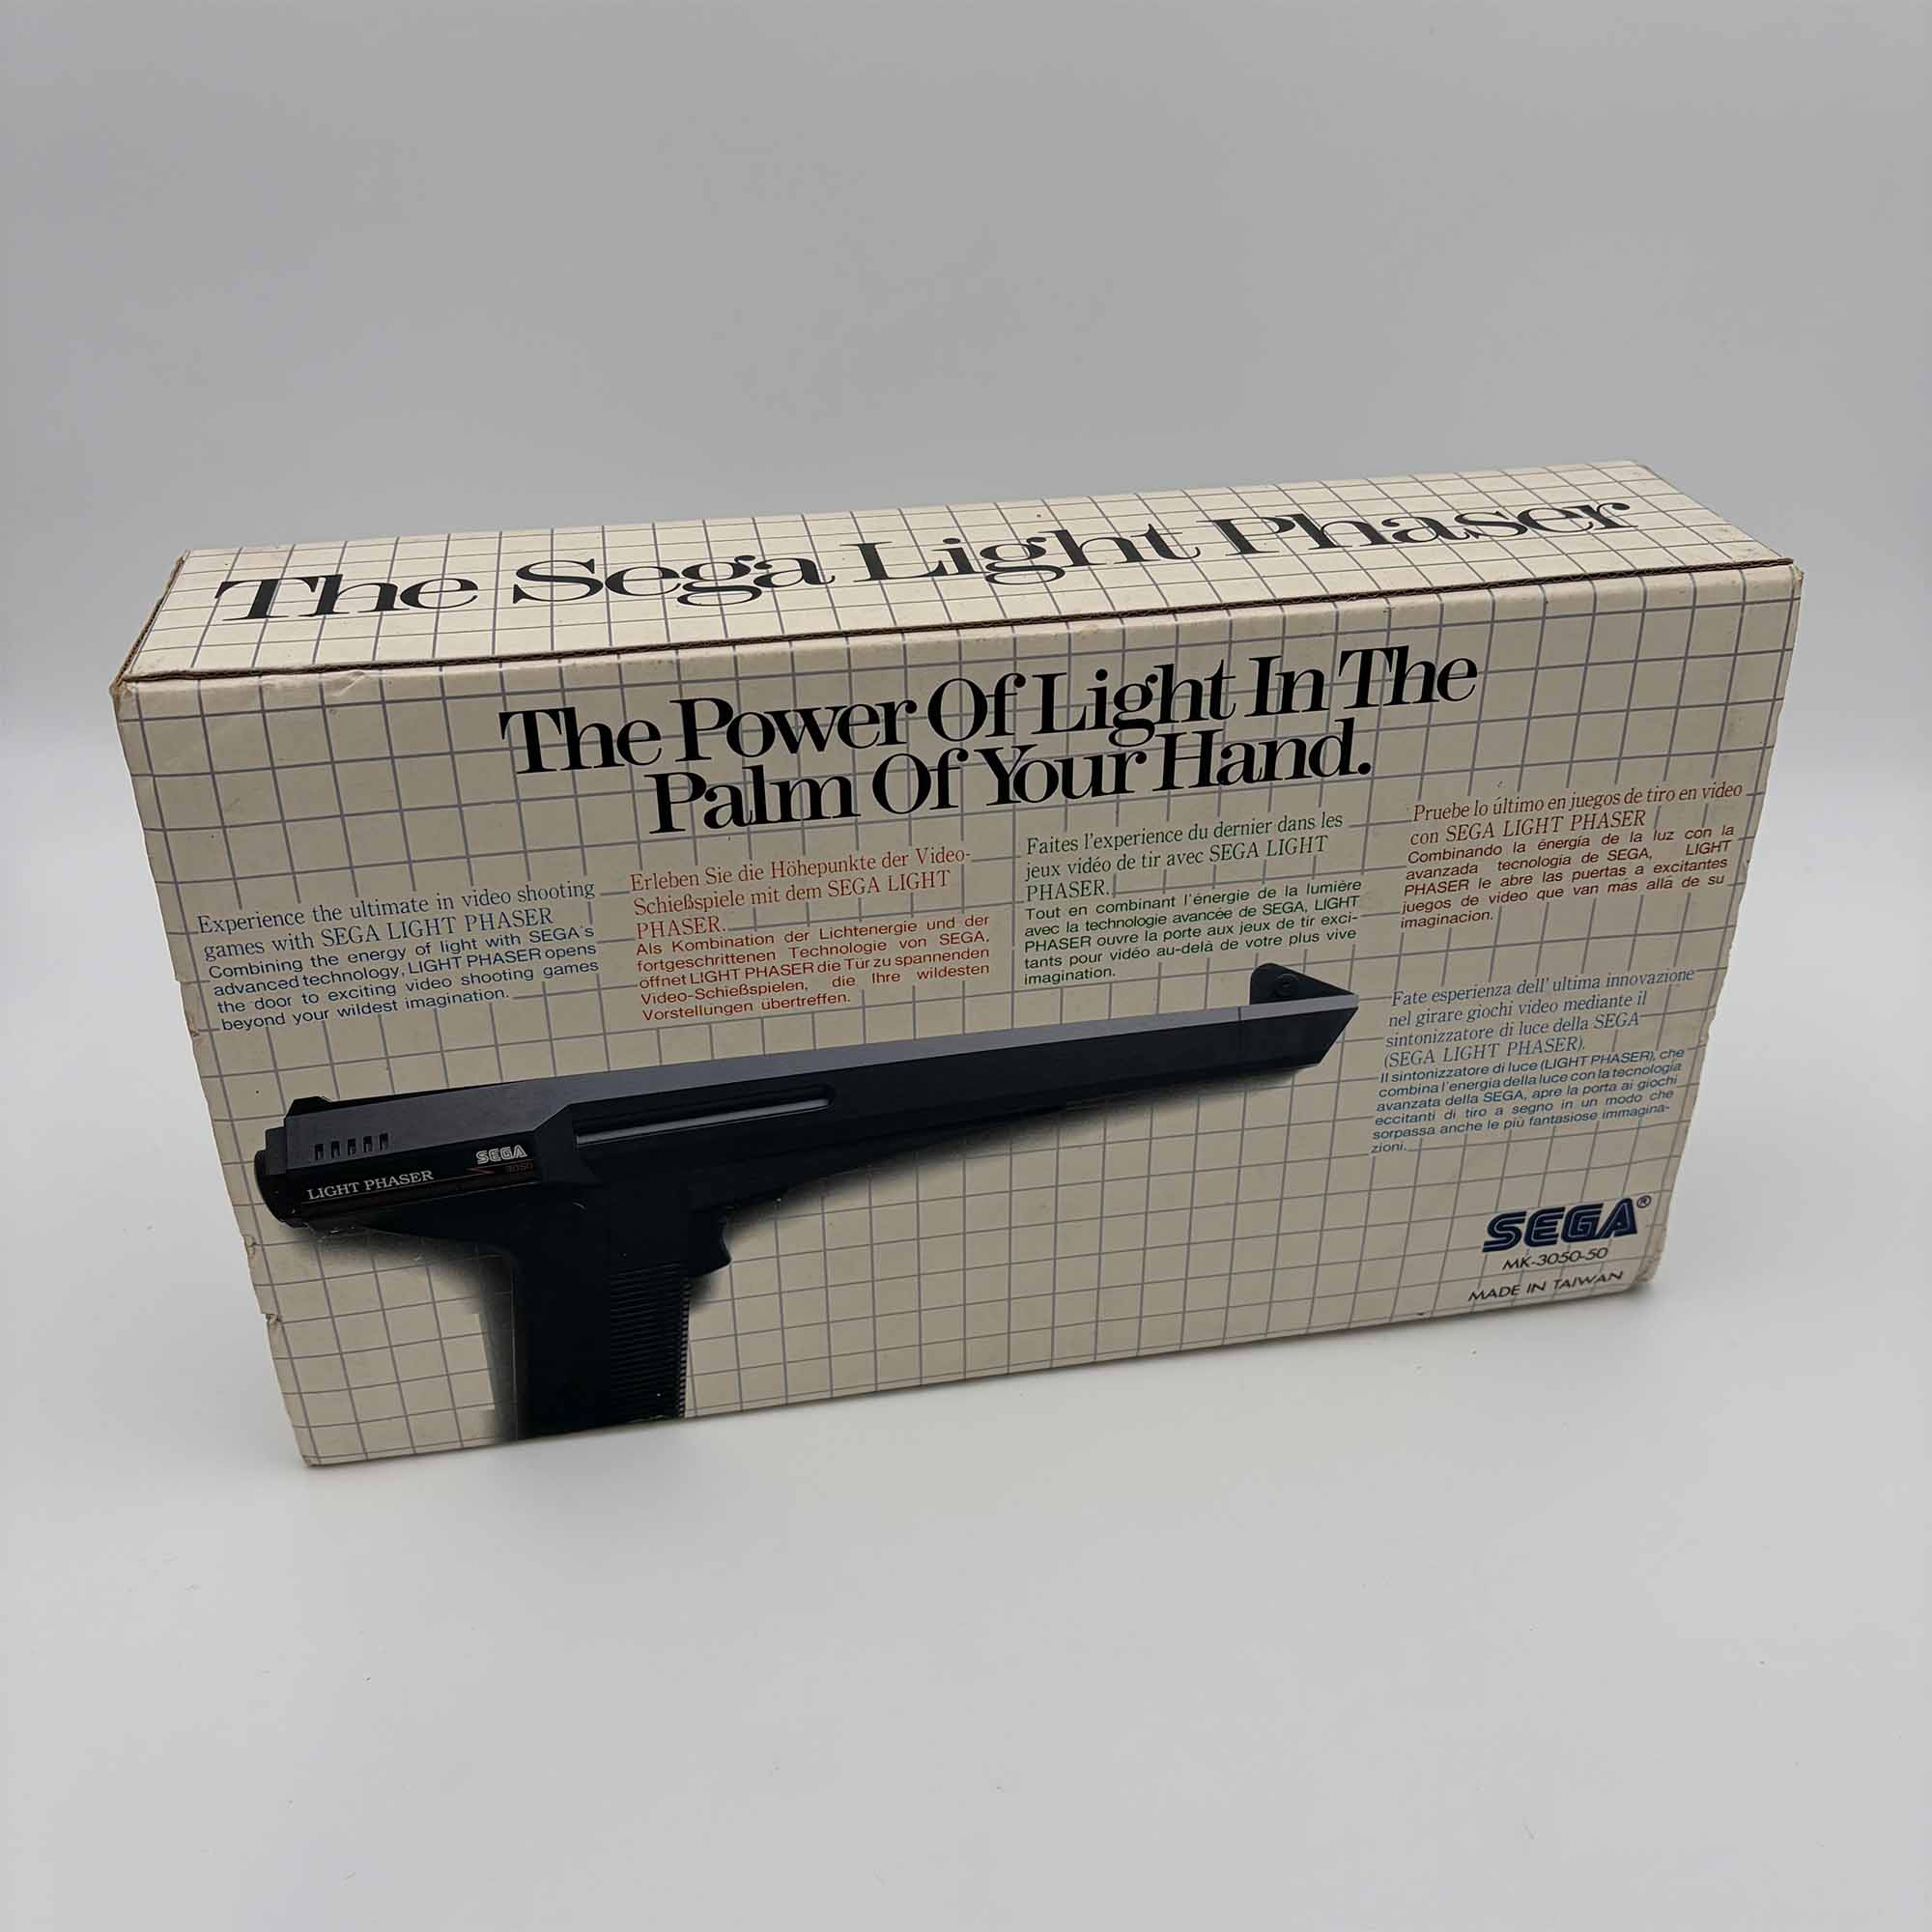 The Sega Light Phaser
The Power Of Light In The
Palm Of Your Hand.
Experience the ultimate in video shooting
games with SEGA LIGHT PHASER
Combining the energy of light with SEGA's
advanced technology, LIGHT PHASER opens
the door to exciting video shooting games
beyond your wildest imagination.
Erleben Sie die Höhepunkte der Video-
Schießspiele mit dem SEGA LIGHT
PHASER.
Als Kombination der Lichtenergie und der
fortgeschrittenen Technologie von SEGA,
öffnet LIGHT PHASER die Tür zu spannenden
Video-Schießspielen, die Ihre wildesten
Vorstellungen übertreffen.
Faites l'experience du dernier dans les
jeux vidéo de tir avec SEGA LIGHT
PHASER.
Tout en combinant l'énergie de la lumière
avec la technologie avancée de SEGA, LIGHT
PHASER ouvre la porte aux jeux de tir exci-
tants pour vidéo au-delà de votre plus vive
imagination.
Pruebe lo último en juegos de tiro en video
con SEGA LIGHT PHASER
Combinando la énergía de la luz con la
avanzada tecnología de SEGA, LIGHT
PHASER le abre las puertas a excitantes
juegos de video que van mas allá de su
imaginacion.
Fate esperienza dell' ultima innovazione
nel girare giochi video mediante il
sintonizzatore di luce della SEGA
(SEGA LIGHT PHASER).
Il sintonizzatore di luce (LIGHT PHASER), che
combina l'energia della luce con la tecnologia
avanzata della SEGA, apre la porta ai giochi
eccitanti di tiro a segno in un modo che
sorpassa anche le più fantasiose immagina-
zioni.
LIGHT PHASER
SEGA
3050
SEGA®
MK-3050-50
MADE IN TAIWAN